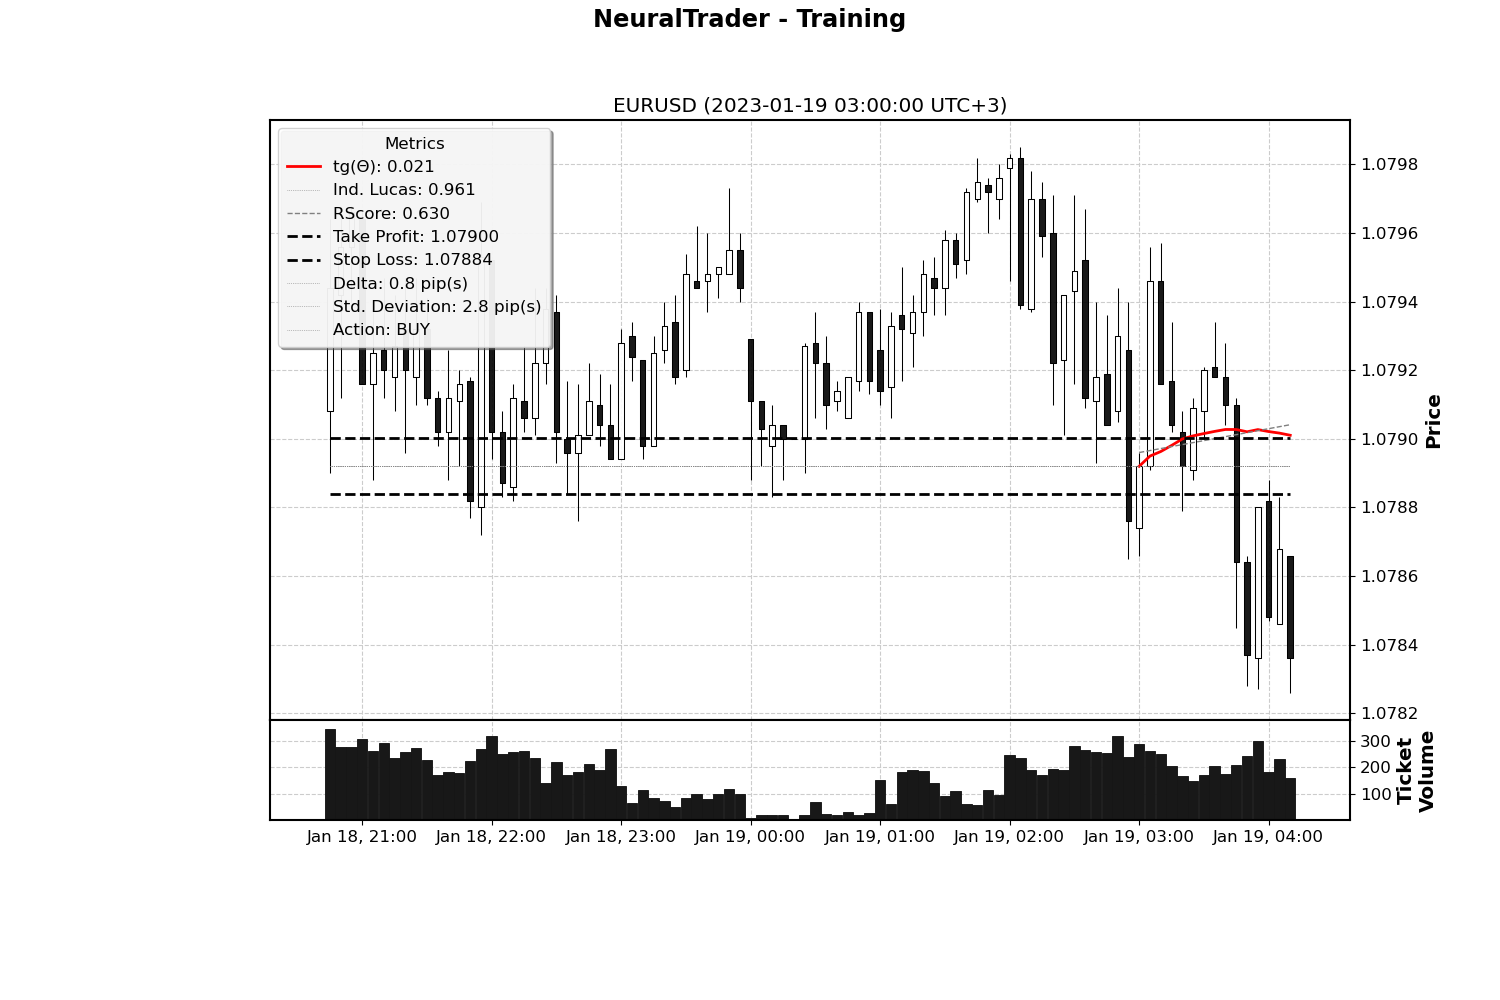 NeuralTrader - Training
EURUSD (2023-01-19 03:00:00 UTC+3)
Metrics
tg(Θ): 0.021
Ind. Lucas: 0.961
RScore: 0.630
Take Profit: 1.07900
Stop Loss: 1.07884
Delta: 0.8 pip(s)
Std. Deviation: 2.8 pip(s)
Action: BUY
1.0798
1.0796
1.0794
1.0792
1.0790
1.0788
1.0786
1.0784
1.0782
Price
300
200
100
Ticket
Volume
Jan 18, 21:00
Jan 18, 22:00
Jan 18, 23:00
Jan 19, 00:00
Jan 19, 01:00
Jan 19, 02:00
Jan 19, 03:00
Jan 19, 04:00